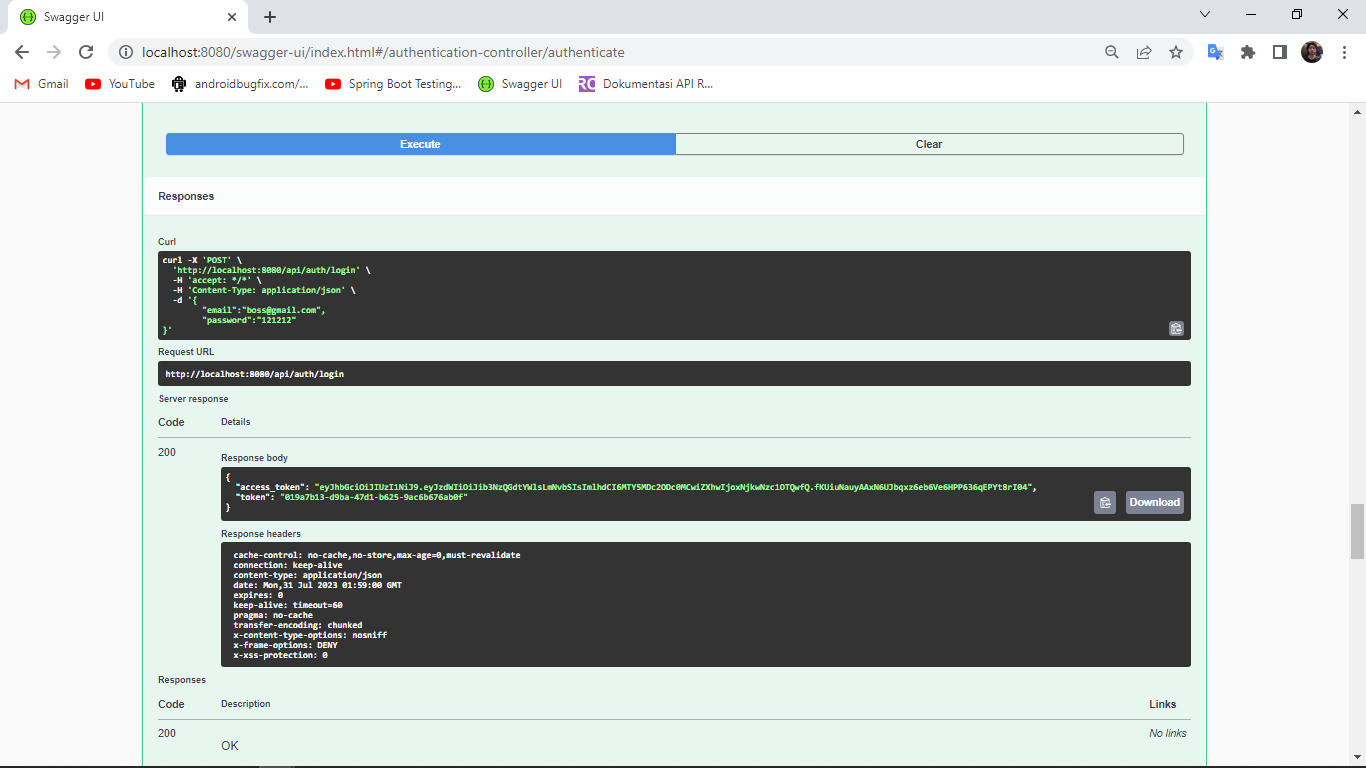 Swagger UI
localhost:8080/swagger-ui/index.html#/authentication-controller/authenticate
Gmail
YouTube
androidbugfix.com/...
Spring Boot Testing...
Swagger UI
RC
Dokumentasi API R...
Execute
Clear
Responses
Curl
curl -X 'POST' \
'http://localhost:8080/api/auth/login' \
-H 'accept: */*' \
-H 'Content-Type: application/json' \
-d '{
"email":"boss@gmail.com",
"password":"121212"
}'
Request URL
http://localhost:8080/api/auth/login
Server response
Code Details
200
Response body
{
"access_token": "eyJhbGciOiJIUzI1NiJ9.eyJzdWIiOiJib3NzQGdtYWlsLmNvbSIsImlhdCI6MTY5MDc2ODc0MCwiZXhwIjoxNjkwNzc1OTQwfQ.fKUiuNauyAAxN6UJbqxz6eb6Ve6HPP636qEPYt8rI04",
"token": "019a7b13-d9ba-47d1-b625-9ac6b676ab0f"
}
Download
Response headers
cache-control: no-cache,no-store,max-age=0,must-revalidate
connection: keep-alive
content-type: application/json
date: Mon,31 Jul 2023 01:59:00 GMT
expires: 0
keep-alive: timeout=60
pragma: no-cache
transfer-encoding: chunked
x-content-type-options: nosniff
x-frame-options: DENY
x-xss-protection: 0
Responses
Code Description Links
200
OK
No links